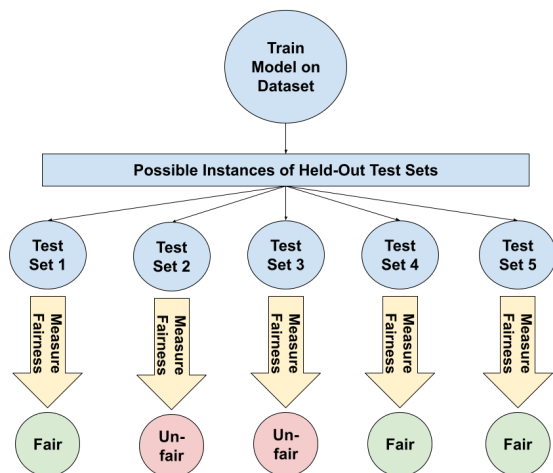 Train
Model on
Dataset
Possible Instances of Held-Out Test Sets
Test
Set 1
Test
Set 2
Test
Set 3
Test
Set 4
Test
Set 5
Measure
Fairness
Measure
Fairness
Measure
Fairness
Measure
Fairness
Measure
Fairness
Fair
Un-
fair
Un-
fair
Fair
Fair